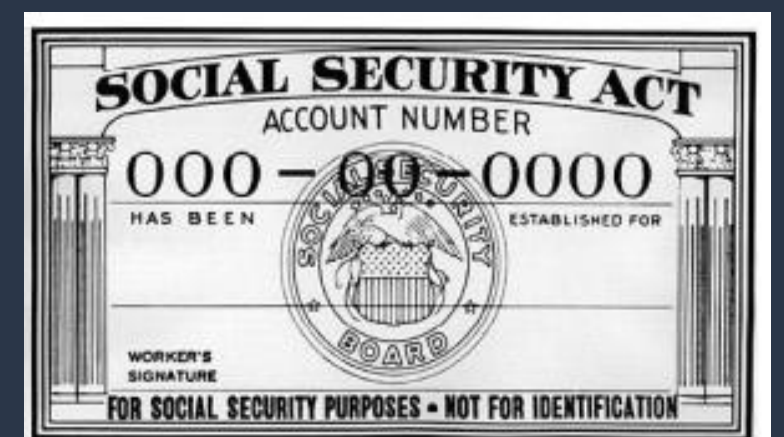 SOCIAL SECURITY ACT
ACCOUNT NUMBER
000-00-0000
HAS BEEN ESTABLISHED FOR
SOCIAL SECURITY
BOARD
WORKER'S
SIGNATURE
FOR SOCIAL SECURITY PURPOSES - NOT FOR IDENTIFICATION